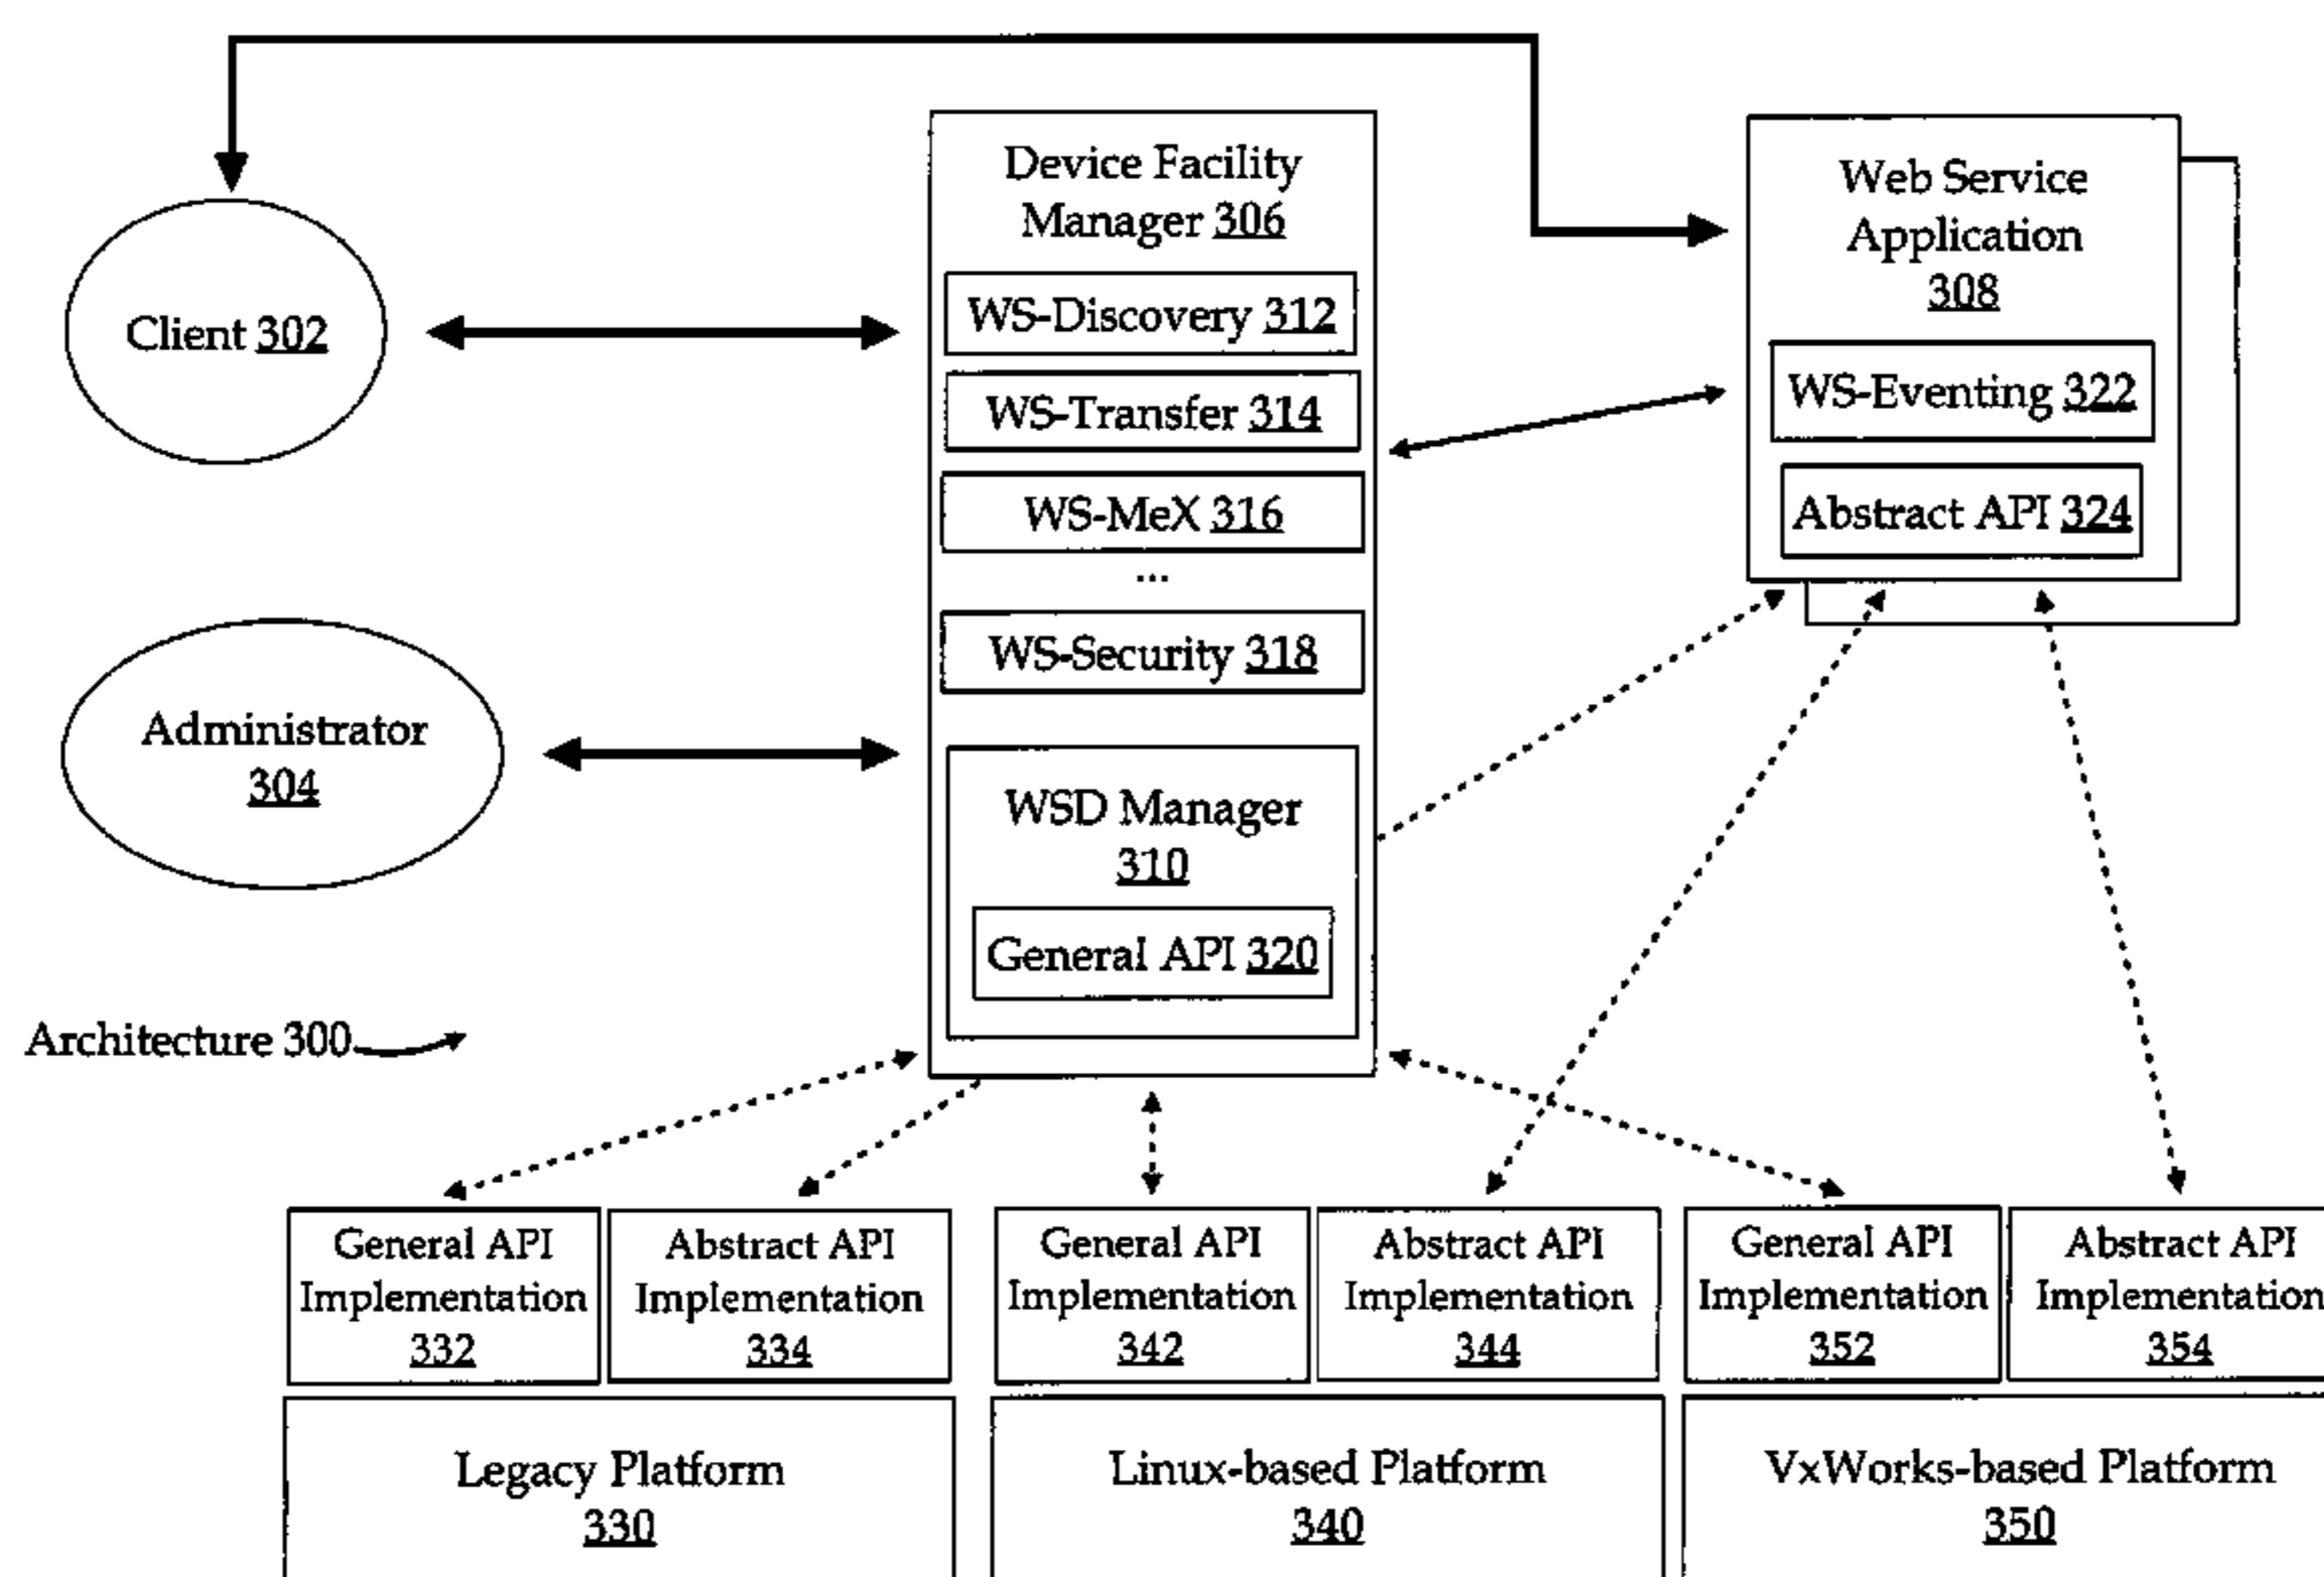 Device Facility
Manager 306
WS-Discovery 312
WS-Transfer 314
WS-MeX 316
...
WS-Security 318
WSD Manager
310
General API 320
Web Service
Application
308
WS-Eventing 322
Abstract API 324
Client 302
Administrator
304
Architecture 300
General API
Implementation
332
Abstract API
Implementation
334
General API
Implementation
342
Abstract API
Implementation
344
General API
Implementation
352
Abstract API
Implementation
354
Legacy Platform
330
Linux-based Platform
340
VxWorks-based Platform
350